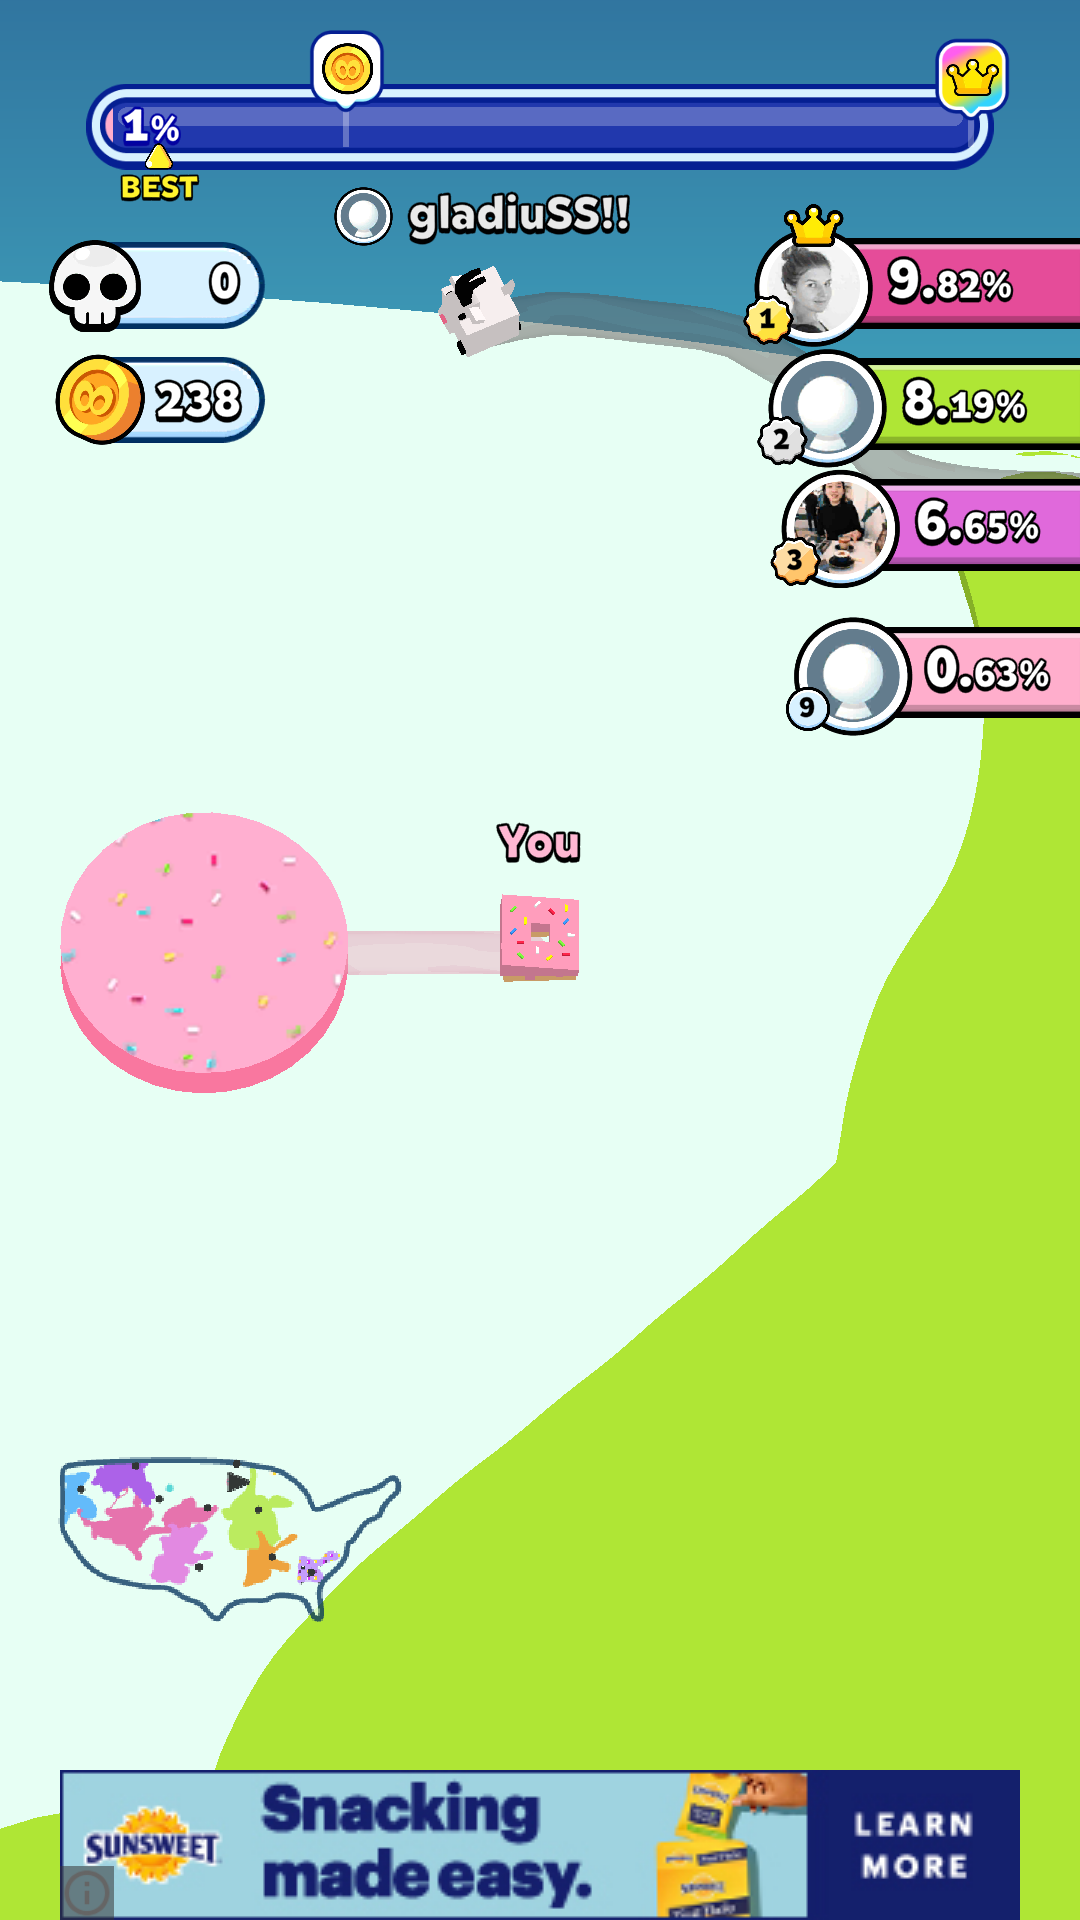 1%
BEST
gladiuSS!!
0
238
1
9.82%
2
8.19%
3
6.65%
9
0.63%
You
SUNSWEET
Snacking
made easy.
LEARN
MORE